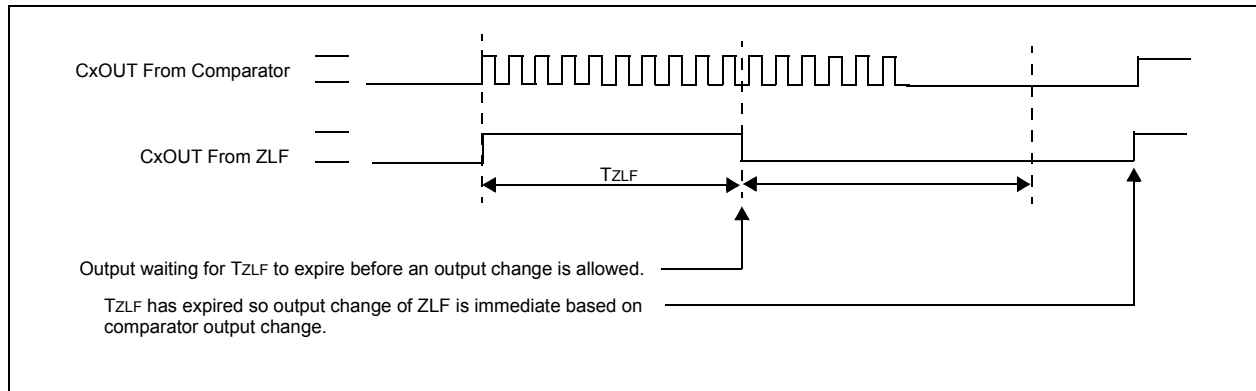 CxOUT From Comparator
CxOUT From ZLF
TZLF
Output waiting for TZLF to expire before an output change is allowed.
TZLF has expired so output change of ZLF is immediate based on
comparator output change.